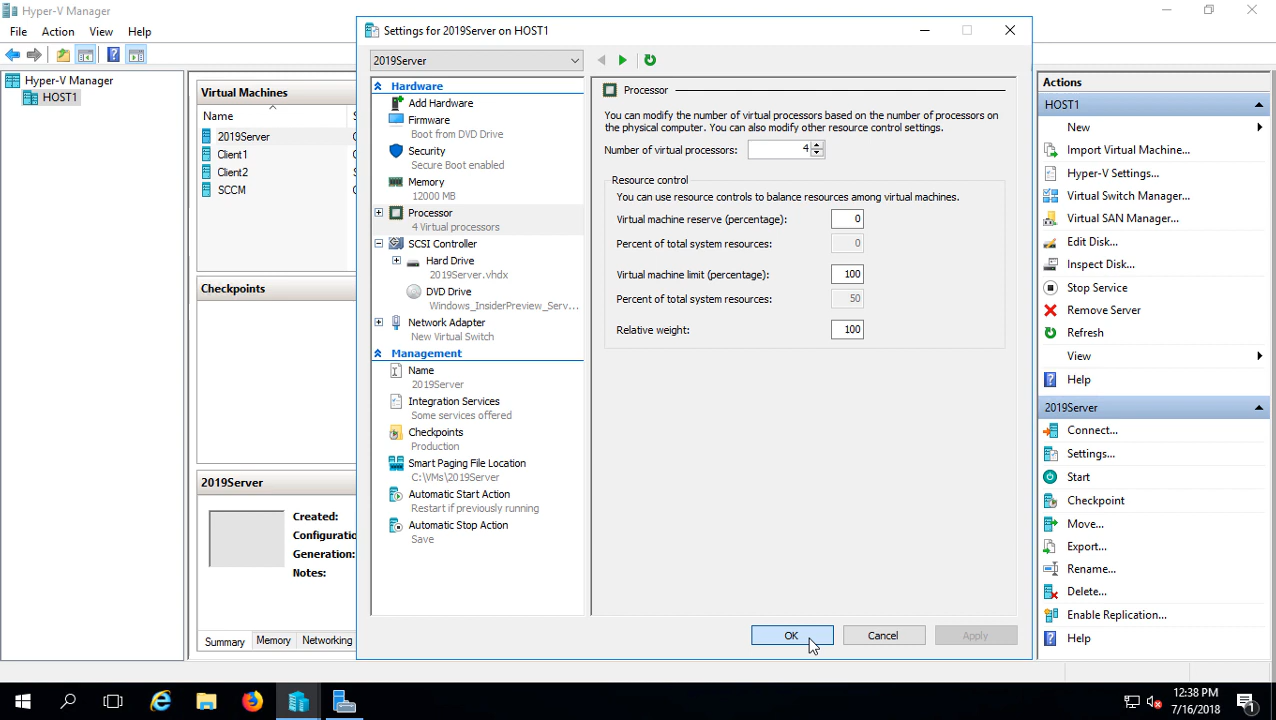 Hyper-V Manager
File Action View Help
Hyper-V Manager
HOST1
Virtual Machines
Name
2019Server
Client1
Client2
SCCM
Checkpoints
2019Server
Created:
Configuratio
Generation:
Notes:
Summary Memory Networking
Settings for 2019Server on HOST1
2019Server
Hardware
Add Hardware
Firmware
Boot from DVD Drive
Security
Secure Boot enabled
Memory
12000 MB
Processor
4 Virtual processors
SCSI Controller
Hard Drive
2019Server.vhdx
DVD Drive
Windows_InsiderPreview_Serv...
Network Adapter
New Virtual Switch
Management
Name
2019Server
Integration Services
Some services offered
Checkpoints
Production
Smart Paging File Location
C:\VMs\2019Server
Automatic Start Action
Restart if previously running
Automatic Stop Action
Save
Processor
You can modify the number of virtual processors based on the number of processors on
the physical computer. You can also modify other resource control settings.
Number of virtual processors: 4
Resource control
You can use resource controls to balance resources among virtual machines.
Virtual machine reserve (percentage): 0
Percent of total system resources: 0
Virtual machine limit (percentage): 100
Percent of total system resources: 50
Relative weight: 100
OK Cancel Apply
Actions
HOST1
New
Import Virtual Machine...
Hyper-V Settings...
Virtual Switch Manager...
Virtual SAN Manager...
Edit Disk...
Inspect Disk...
Stop Service
Remove Server
Refresh
View
Help
2019Server
Connect...
Settings...
Start
Checkpoint
Move...
Export...
Rename...
Delete...
Enable Replication...
Help
12:38 PM
7/16/2018
1